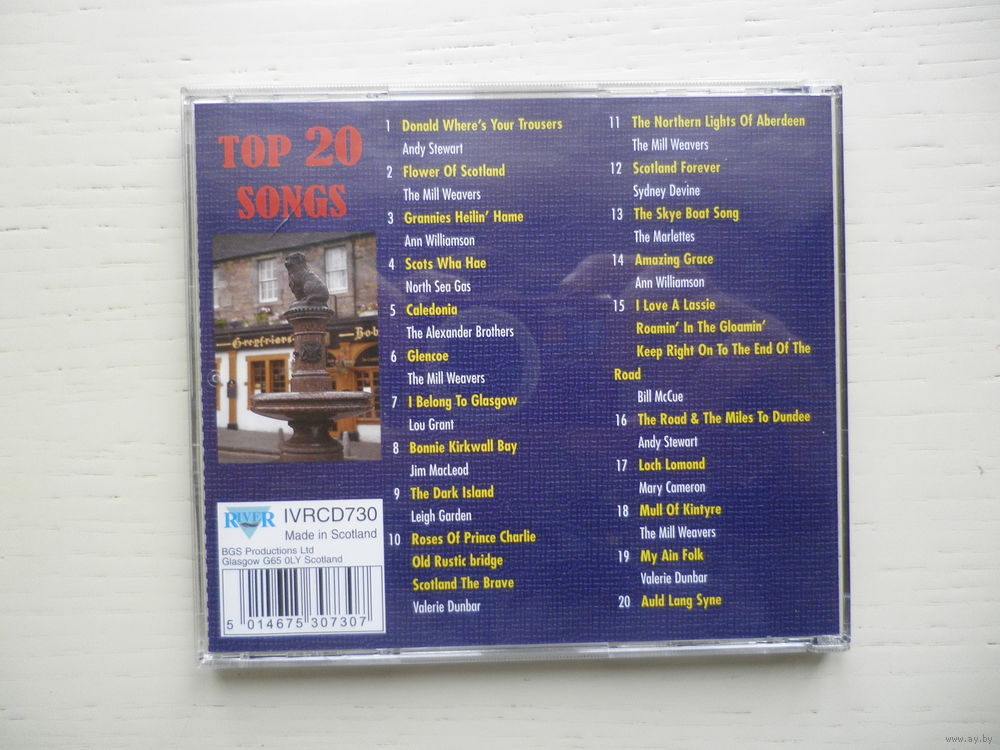 TOP 20
SONGS
Greyfriars Bob
RIVER
IVRCD730
Made in Scotland
BGS Productions Ltd
Glasgow G65 0LY Scotland
5 014675 307307
1 Donald Where's Your Trousers
Andy Stewart
2 Flower Of Scotland
The Mill Weavers
3 Grannies Heilin' Hame
Ann Williamson
4 Scots Wha Hae
North Sea Gas
5 Caledonia
The Alexander Brothers
6 Glencoe
The Mill Weavers
7 I Belong To Glasgow
Lou Grant
8 Bonnie Kirkwall Bay
Jim MacLeod
9 The Dark Island
Leigh Garden
10 Roses Of Prince Charlie
Old Rustic bridge
Scotland The Brave
Valerie Dunbar
11 The Northern Lights Of Aberdeen
The Mill Weavers
12 Scotland Forever
Sydney Devine
13 The Skye Boat Song
The Marlettes
14 Amazing Grace
Ann Williamson
15 I Love A Lassie
Roamin' In The Gloamin'
Keep Right On To The End Of The
Road
Bill McCue
16 The Road & The Miles To Dundee
Andy Stewart
17 Loch Lomond
Mary Cameron
18 Mull Of Kintyre
The Mill Weavers
19 My Ain Folk
Valerie Dunbar
20 Auld Lang Syne
www.ay.by